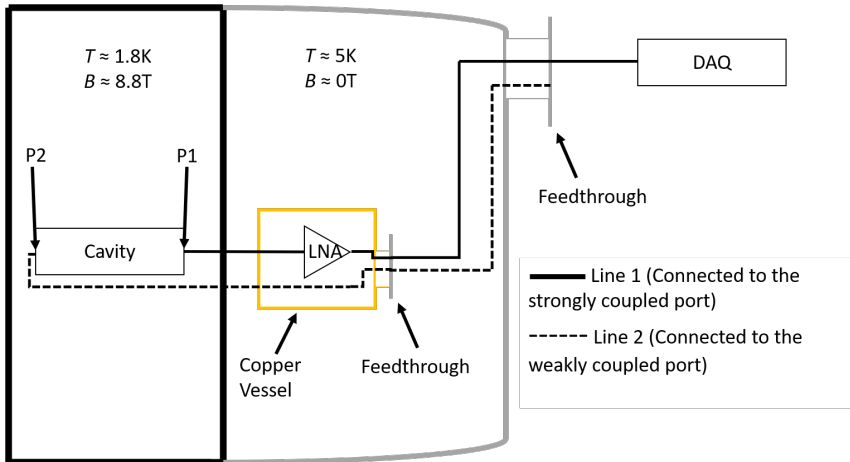 T ≈ 1.8K
B ≈ 8.8T
T ≈ 5K
B ≈ 0T
DAQ
P2
P1
Feedthrough
Cavity
LNA
Line 1 (Connected to the
strongly coupled port)
Line 2 (Connected to the
weakly coupled port)
Copper
Vessel
Feedthrough